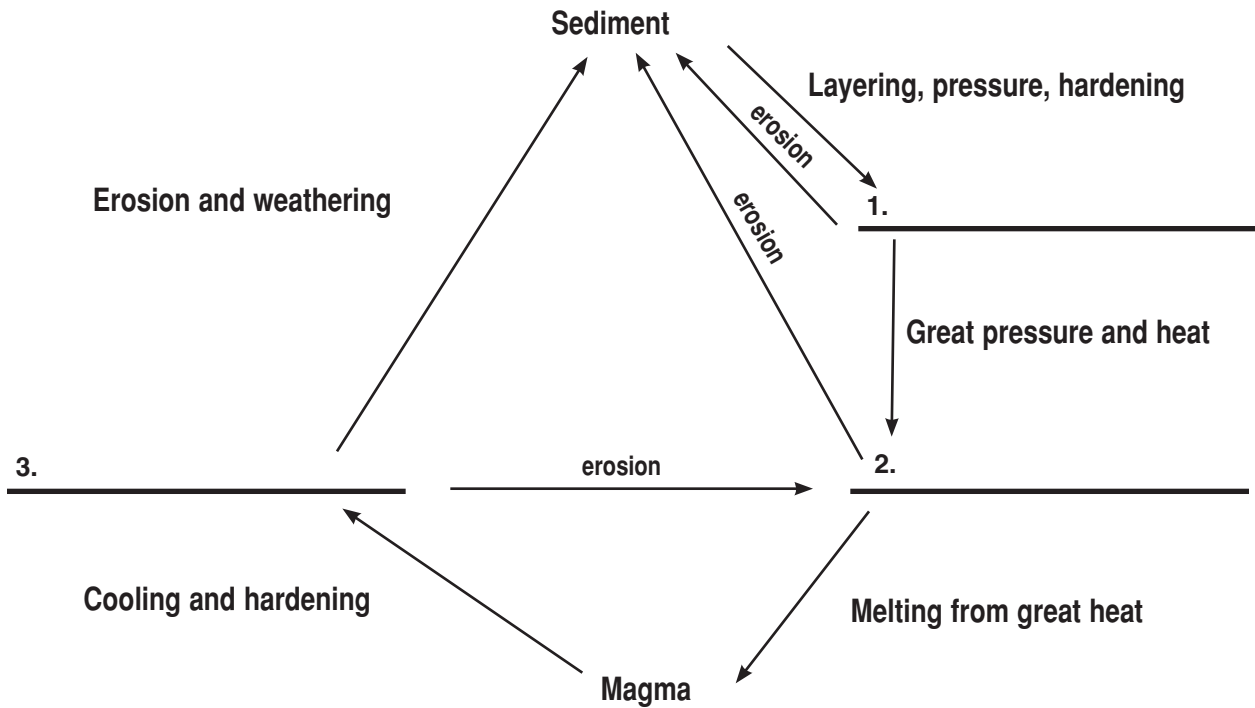 Sediment
Layering, pressure, hardening
erosion
Erosion and weathering
erosion
1.
Great pressure and heat
3.
erosion
2.
Cooling and hardening
Melting from great heat
Magma